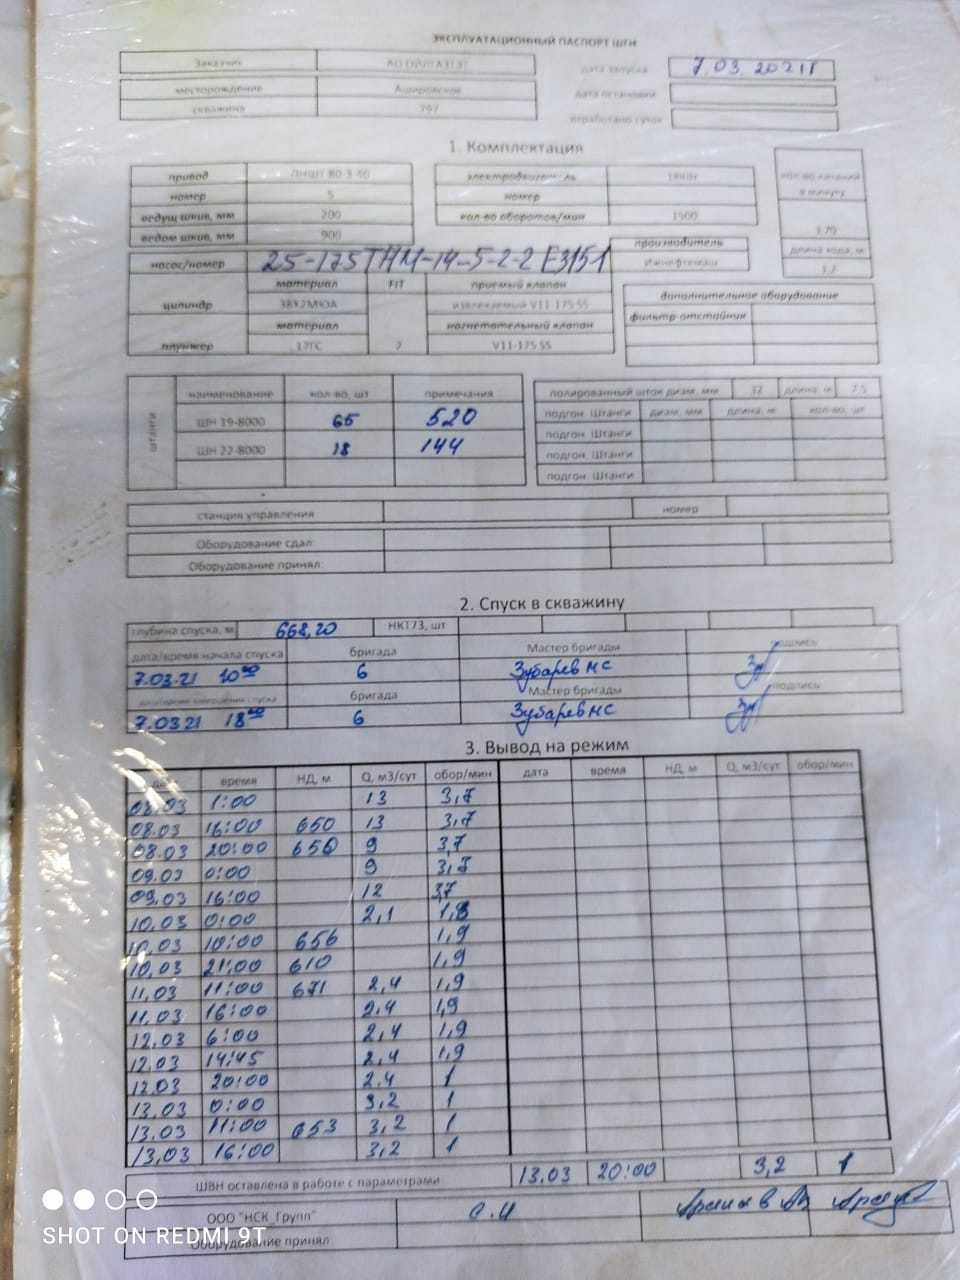 ЭКСПЛУАТАЦИОННЫЙ ПАСПОРТ ШГН
Заказчик АО ОЙЛГАЗТЭТ дата запуска 7.03.2021г
месторождение Ашировское дата остановки
скважина 797 отработано суток
1. Комплектация
привод ПНШТ 80-3-40 электродвигатель 18кВт кол-во качаний в минуту
номер 5 номер
ведущ шкив, мм 200 кол-во оборотов/мин 1500 3,70
ведом шкив, мм 900 производитель длина хода, м
насос/номер 25-175ТНМ-14-5-2-2 Е3151 Ижнефтемаш 1,2
материал FIT приемый клапан дополнительное оборудование
цилиндр 38Х2МЮА извлекаемый V11-175 SS фильтр-отстойник
материал нагнетательный клапан
плунжер 17ГС 2 V11-175 SS
штанги наименование кол-во, шт примечания полированный шток диам. мм 32 длина, м 7,5
ШН 19-8000 65 520 подгон. Штанги диам, мм длина, м кол-во, шт
ШН 22-8000 18 144 подгон. Штанги
подгон. Штанги
подгон. Штанги
станция управления номер
Оборудование сдал:
Оборудование принял:
2. Спуск в скважину
глубина спуска, м 668,20 НКТ73, шт
дата/время начала спуска бригада Мастер бригады подпись
7.03.21 10⁰⁰ 6 Зубарев НС
дата/время завершения спуска бригада Мастер бригады подпись
7.03.21 18⁰⁰ 6 Зубарев НС
3. Вывод на режим
дата время НД, м Q, м3/сут обор/мин дата время НД, м Q, м3/сут обор/мин
08.03 1:00 13 3,7
08.03 16:00 650 13 3,7
08.03 20:00 656 9 3,7
09.03 0:00 9 3,7
09.03 16:00 12 3,7
10.03 0:00 2,1 1,8
10.03 10:00 656 1,9
10.03 21:00 610 1,9
11.03 11:00 671 2,4 1,9
11.03 16:00 2.4 1,9
12.03 6:00 2.4 1,9
12.03 14:45 2.4 1,9
12.03 20:00 2.4 1
13.03 0:00 3,2 1
13.03 11:00 653 3,2 1
13.03 16:00 3,2 1
ШВН оставлена в работе с параметрами 13.03 20:00 3,2 1
ООО "НСК_Групп"
Оборудование принял:
SHOT ON REDMI 9T